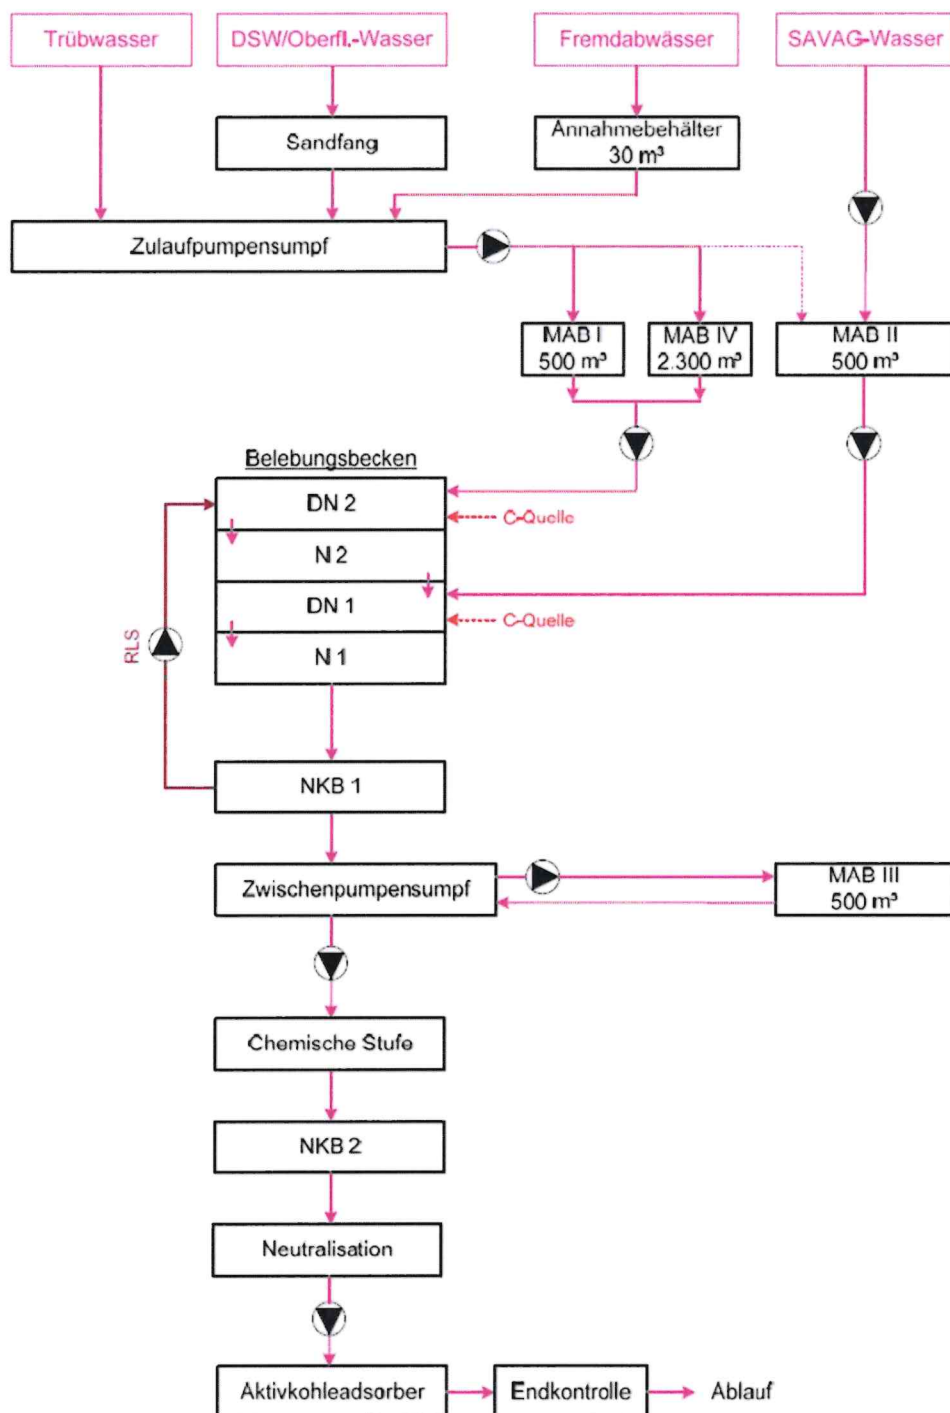 Trübwasser
DSW/Oberfl.-Wasser
Fremdabwässer
SAVAG-Wasser
Sandfang
Annahmebehälter
30 m³
Zulaufpumpensumpf
MAB I
500 m³
MAB IV
2.300 m³
MAB II
500 m³
Belebungsbecken
DN 2
C-Quelle
N 2
DN 1
C-Quelle
N 1
RLS
NKB 1
Zwischenpumpensumpf
MAB III
500 m³
Chemische Stufe
NKB 2
Neutralisation
Aktivkohleadsorber
Endkontrolle
Ablauf